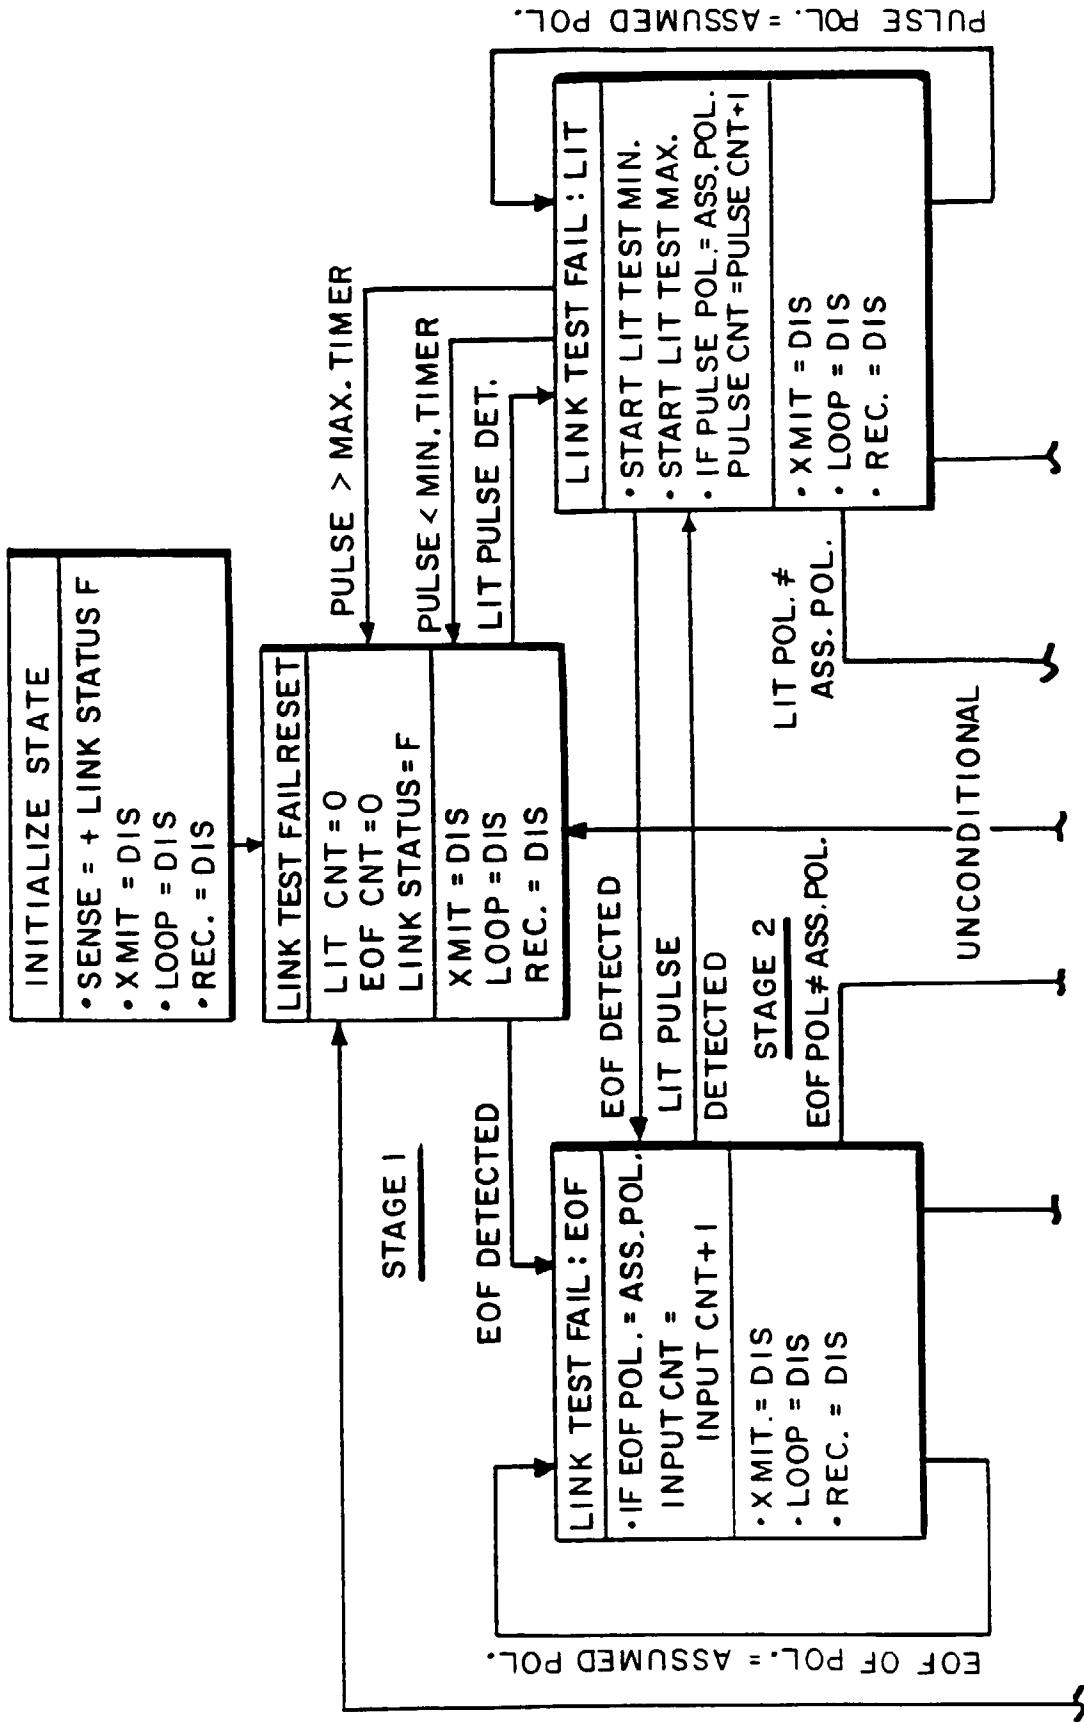 INITIALIZE STATE
• SENSE = + LINK STATUS F
• XMIT = DIS
• LOOP = DIS
• REC. = DIS
LINK TEST FAIL RESET
LIT CNT = 0
EOF CNT = 0
LINK STATUS = F
XMIT = DIS
LOOP = DIS
REC. = DIS
PULSE > MAX. TIMER
PULSE < MIN. TIMER
LIT PULSE DET.
STAGE 1
EOF DETECTED
LINK TEST FAIL : EOF
• IF EOF POL. = ASS. POL,
INPUT CNT =
INPUT CNT + 1
• XMIT. = DIS
• LOOP = DIS
• REC. = DIS
EOF OF POL. = ASSUMED POL.
EOF DETECTED
LIT PULSE
DETECTED
STAGE 2
EOF POL ≠ ASS. POL.
UNCONDITIONAL
LINK TEST FAIL : LIT
• START LIT TEST MIN.
• START LIT TEST MAX.
• IF PULSE POL. = ASS. POL.
PULSE CNT = PULSE CNT + 1
• XMIT = DIS
• LOOP = DIS
• REC. = DIS
PULSE POL. = ASSUMED POL.
LIT POL. ≠
ASS. POL.